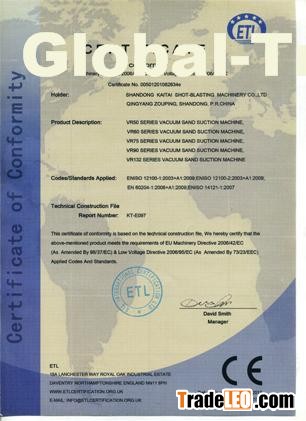 ETL
Global-T
Certificate of Conformity
Certificate No. 00501201082634e
Holder: SHANDONG KAITAI SHOT-BLASTING MACHINERY CO.,LTD
QINGYANG ZOUPING, SHANDONG, P.R.CHINA
Product Description: VR50 SERIES VACUUM SAND SUCTION MACHINE,
VR60 SERIES VACUUM SAND SUCTION MACHINE,
VR75 SERIES VACUUM SAND SUCTION MACHINE,
VR90 SERIES VACUUM SAND SUCTION MACHINE,
VR132 SERIES VACUUM SAND SUCTION MACHINE
Codes/Standards Applied: ENISO 12100-1:2003+A1:2009;ENISO 12100-2:2003+A1:2009;
EN 60204-1:2006+A1:2009;ENISO 14121-1:2007
Technical Construction File
Report Number: KT-E097
This certificate of conformity is based on the technical construction file, We hereby certify that the
above-mentioned product meets the requirements of EU Machinery Directive 2006/42/EC
(As Amended By 98/37/EC) & Low Voltage Directive 2006/95/EC (As Amended By 73/23/EEC)
Applied Codes And Standards.
ETL
David Smith
Manager
ETL
13A LANCHESTER WAY ROYAL OAK INDUSTRIAL ESTATE
DAVENTRY NORTHAMPTONSHIRE ENGLAND NN11 8PH
WWW.ETLCERTIFICATION.ORG.UK
E-MAIL INFO@ETLCERTIFICATION.ORG.UK
CE
TradeLEO.com